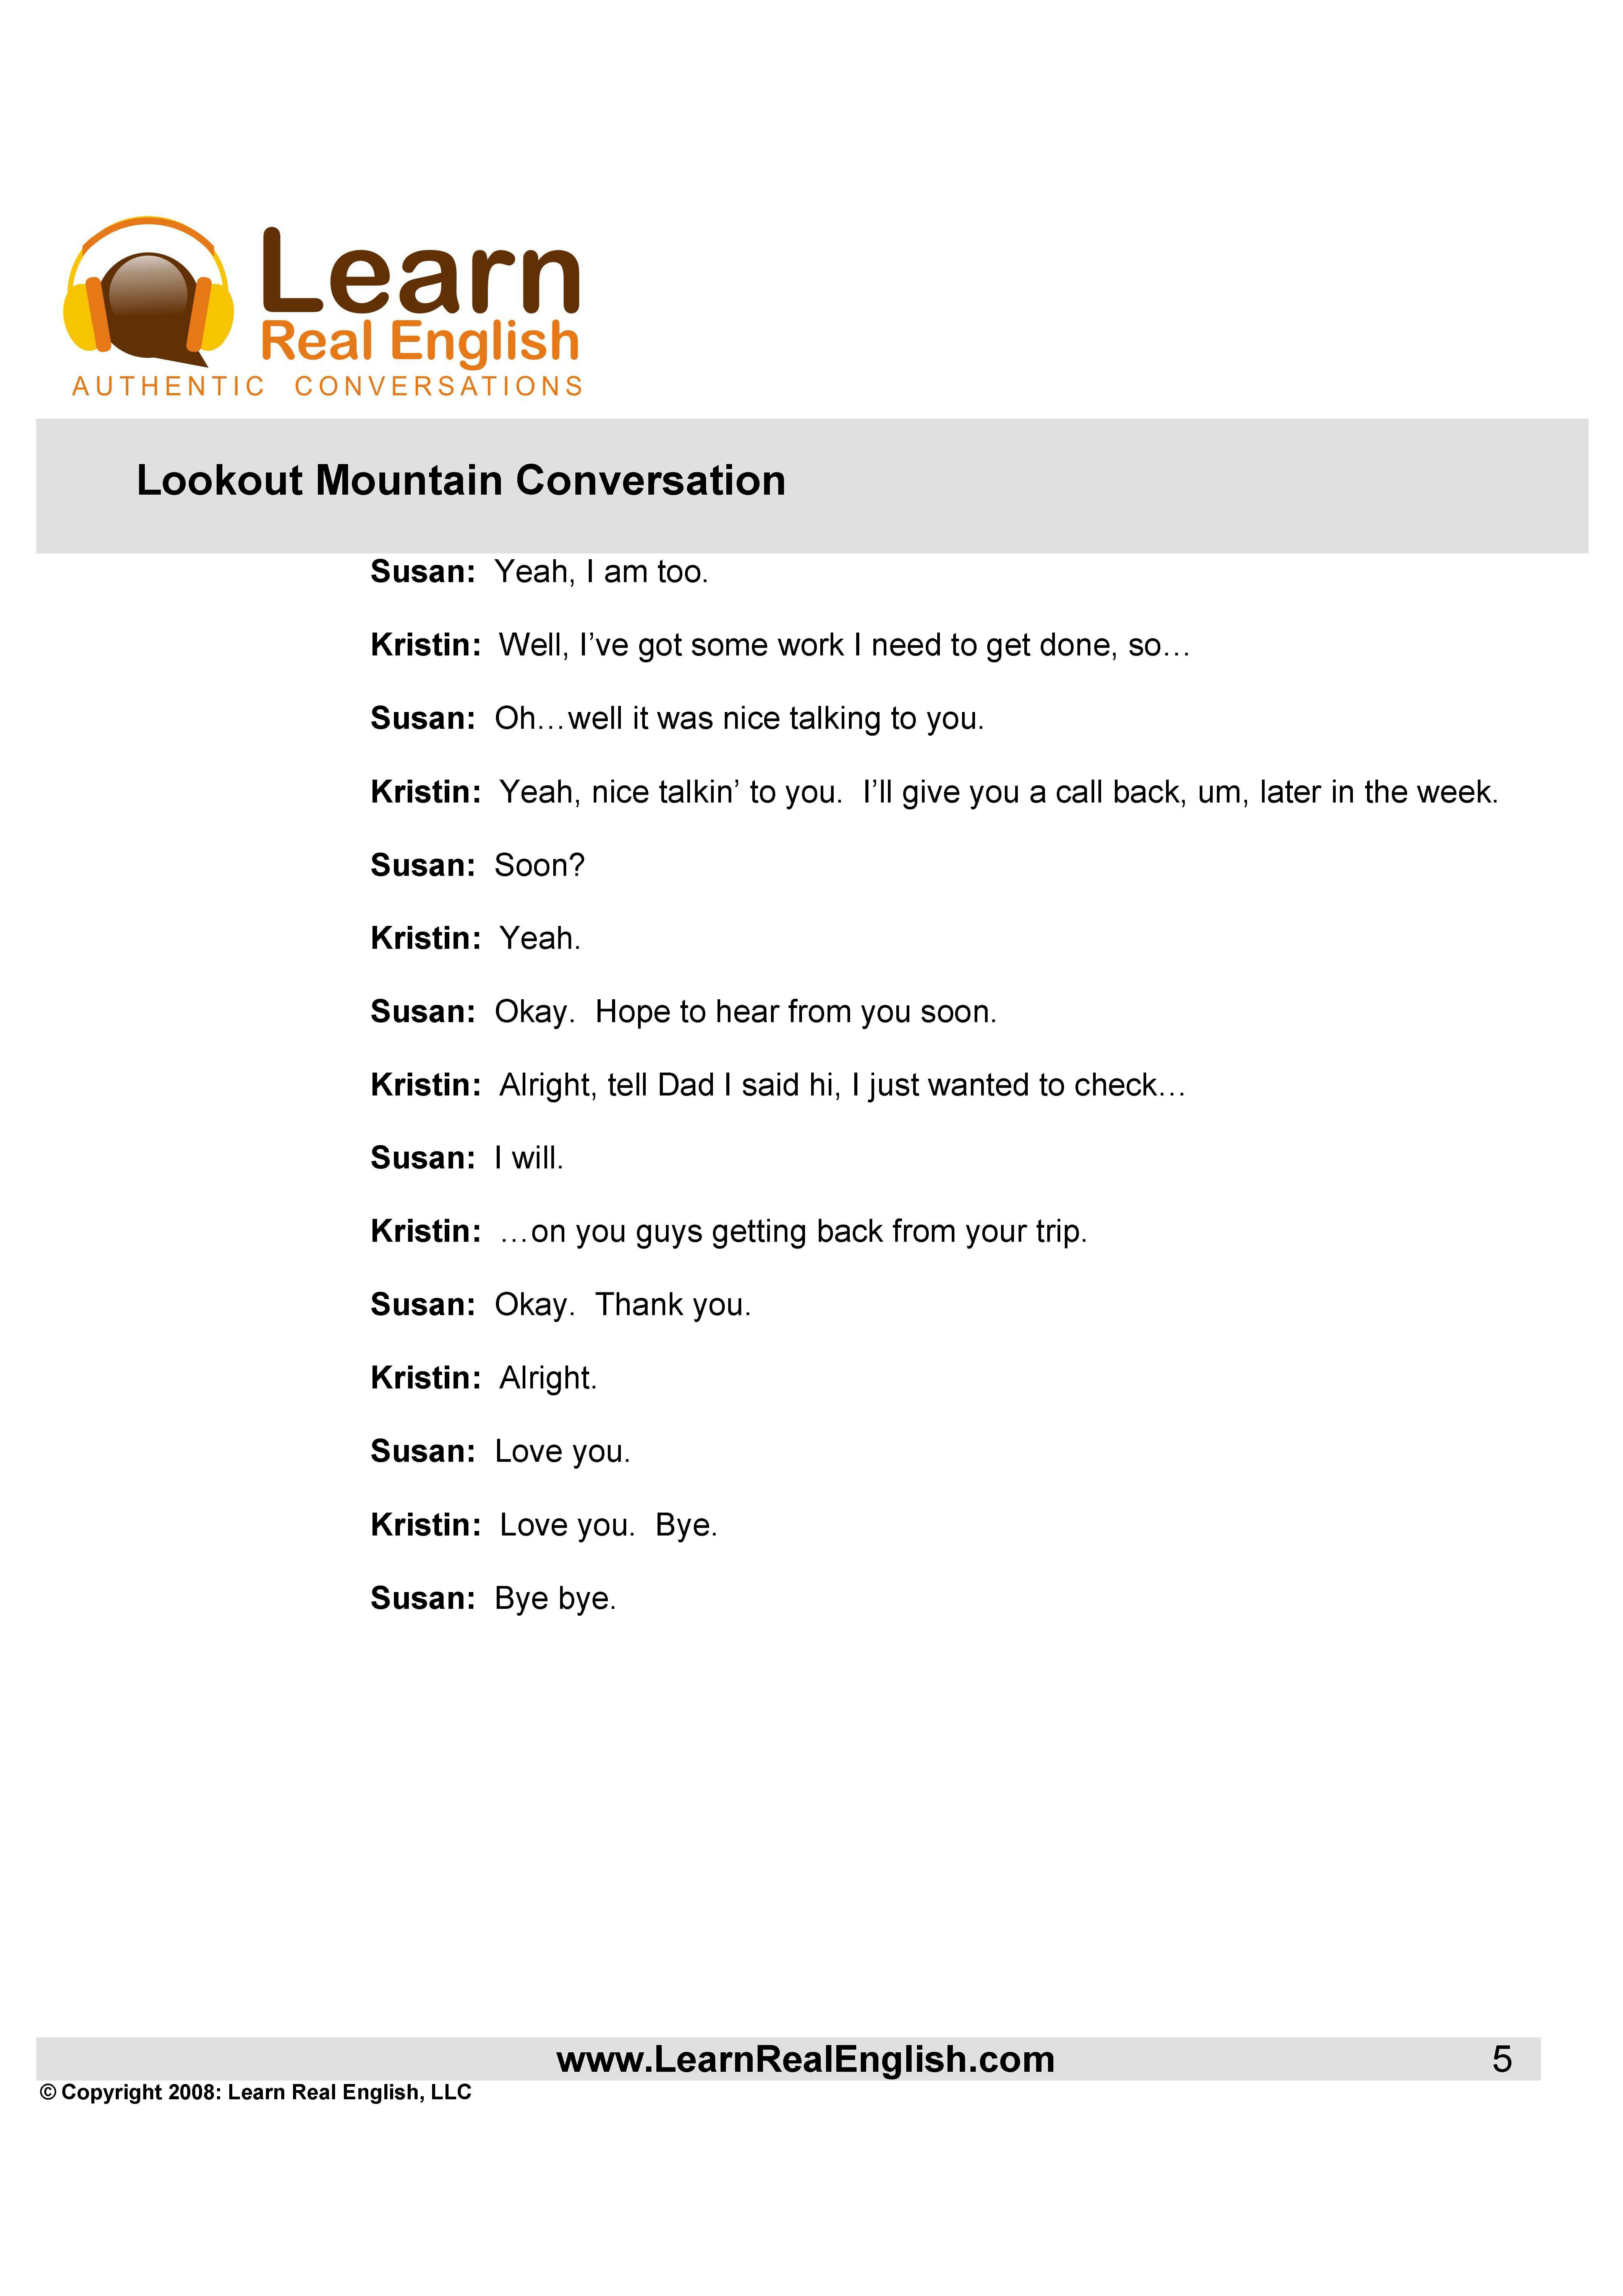 Learn
Real English
AUTHENTIC CONVERSATIONS
Lookout Mountain Conversation
Susan: Yeah, I am too.
Kristin: Well, I’ve got some work I need to get done, so…
Susan: Oh…well it was nice talking to you.
Kristin: Yeah, nice talkin’ to you. I’ll give you a call back, um, later in the week.
Susan: Soon?
Kristin: Yeah.
Susan: Okay. Hope to hear from you soon.
Kristin: Alright, tell Dad I said hi, I just wanted to check…
Susan: I will.
Kristin: …on you guys getting back from your trip.
Susan: Okay. Thank you.
Kristin: Alright.
Susan: Love you.
Kristin: Love you. Bye.
Susan: Bye bye.
www.LearnRealEnglish.com 5
© Copyright 2008: Learn Real English, LLC